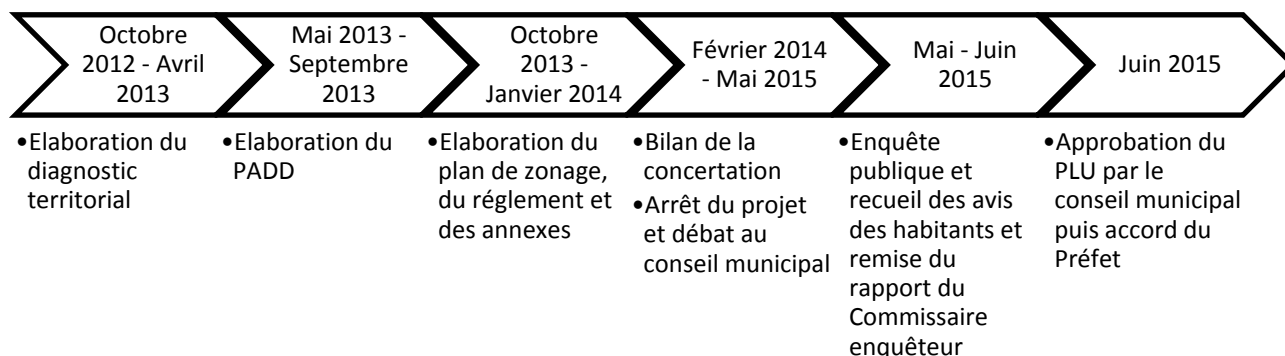 Octobre
2012 - Avril
2013
Mai 2013 -
Septembre
2013
Octobre
2013 -
Janvier 2014
Février 2014
- Mai 2015
Mai - Juin
2015
Juin 2015
•Elaboration du
diagnostic
territorial
•Elaboration du
PADD
•Elaboration du
plan de zonage,
du réglement et
des annexes
•Bilan de la
concertation
•Arrêt du projet
et débat au
conseil municipal
•Enquête
publique et
recueil des avis
des habitants et
remise du
rapport du
Commissaire
enquêteur
•Approbation du
PLU par le
conseil municipal
puis accord du
Préfet